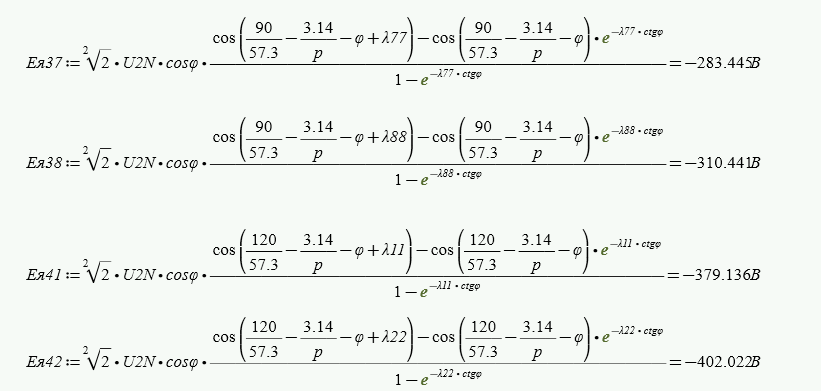 Eя37 := ²√2 • U2N • cosφ • (cos(90/57.3 − 3.14/p − φ + λ77) − cos(90/57.3 − 3.14/p − φ) • e^(−λ77 • ctgφ)) / (1 − e^(−λ77 • ctgφ)) = −283.445В
Eя38 := ²√2 • U2N • cosφ • (cos(90/57.3 − 3.14/p − φ + λ88) − cos(90/57.3 − 3.14/p − φ) • e^(−λ88 • ctgφ)) / (1 − e^(−λ88 • ctgφ)) = −310.441В
Eя41 := ²√2 • U2N • cosφ • (cos(120/57.3 − 3.14/p − φ + λ11) − cos(120/57.3 − 3.14/p − φ) • e^(−λ11 • ctgφ)) / (1 − e^(−λ11 • ctgφ)) = −379.136В
Eя42 := ²√2 • U2N • cosφ • (cos(120/57.3 − 3.14/p − φ + λ22) − cos(120/57.3 − 3.14/p − φ) • e^(−λ22 • ctgφ)) / (1 − e^(−λ22 • ctgφ)) = −402.022В